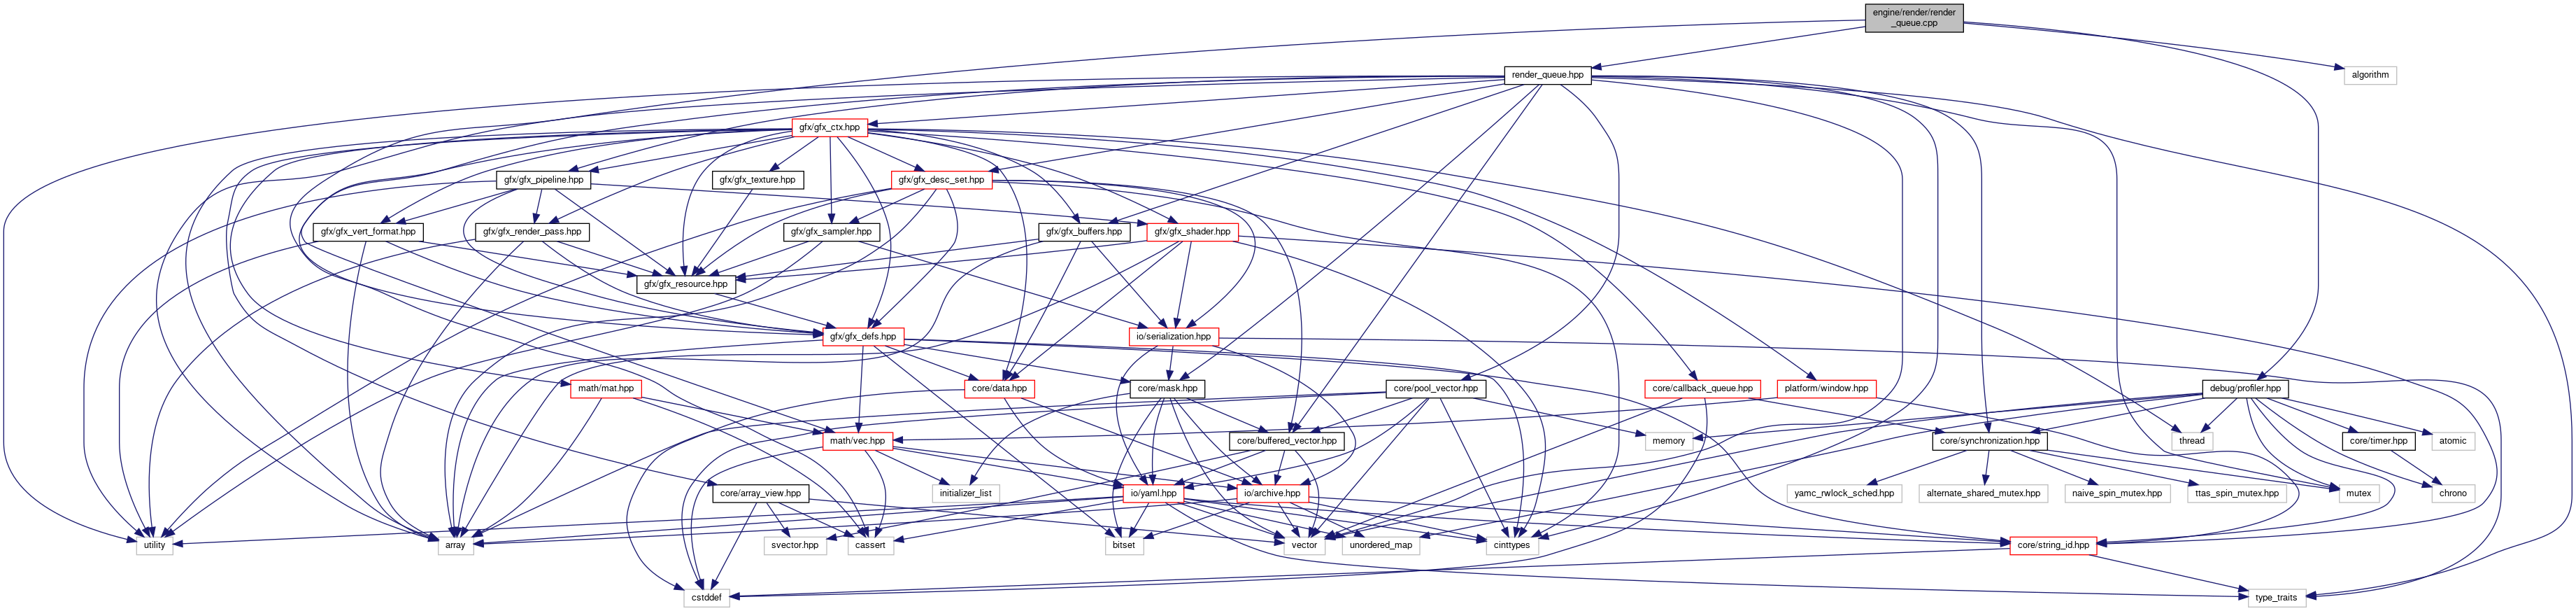 engine/render/render
_queue.cpp
render_queue.hpp
algorithm
gfx/gfx_ctx.hpp
gfx/gfx_pipeline.hpp
gfx/gfx_texture.hpp
gfx/gfx_desc_set.hpp
gfx/gfx_vert_format.hpp
gfx/gfx_render_pass.hpp
gfx/gfx_sampler.hpp
gfx/gfx_buffers.hpp
gfx/gfx_shader.hpp
gfx/gfx_resource.hpp
gfx/gfx_defs.hpp
io/serialization.hpp
math/mat.hpp
core/data.hpp
core/mask.hpp
core/pool_vector.hpp
core/callback_queue.hpp
platform/window.hpp
debug/profiler.hpp
math/vec.hpp
core/buffered_vector.hpp
memory
core/synchronization.hpp
thread
core/timer.hpp
atomic
core/array_view.hpp
initializer_list
io/yaml.hpp
io/archive.hpp
yamc_rwlock_sched.hpp
alternate_shared_mutex.hpp
naive_spin_mutex.hpp
ttas_spin_mutex.hpp
mutex
chrono
utility
array
svector.hpp
cassert
bitset
vector
unordered_map
cinttypes
core/string_id.hpp
cstddef
type_traits